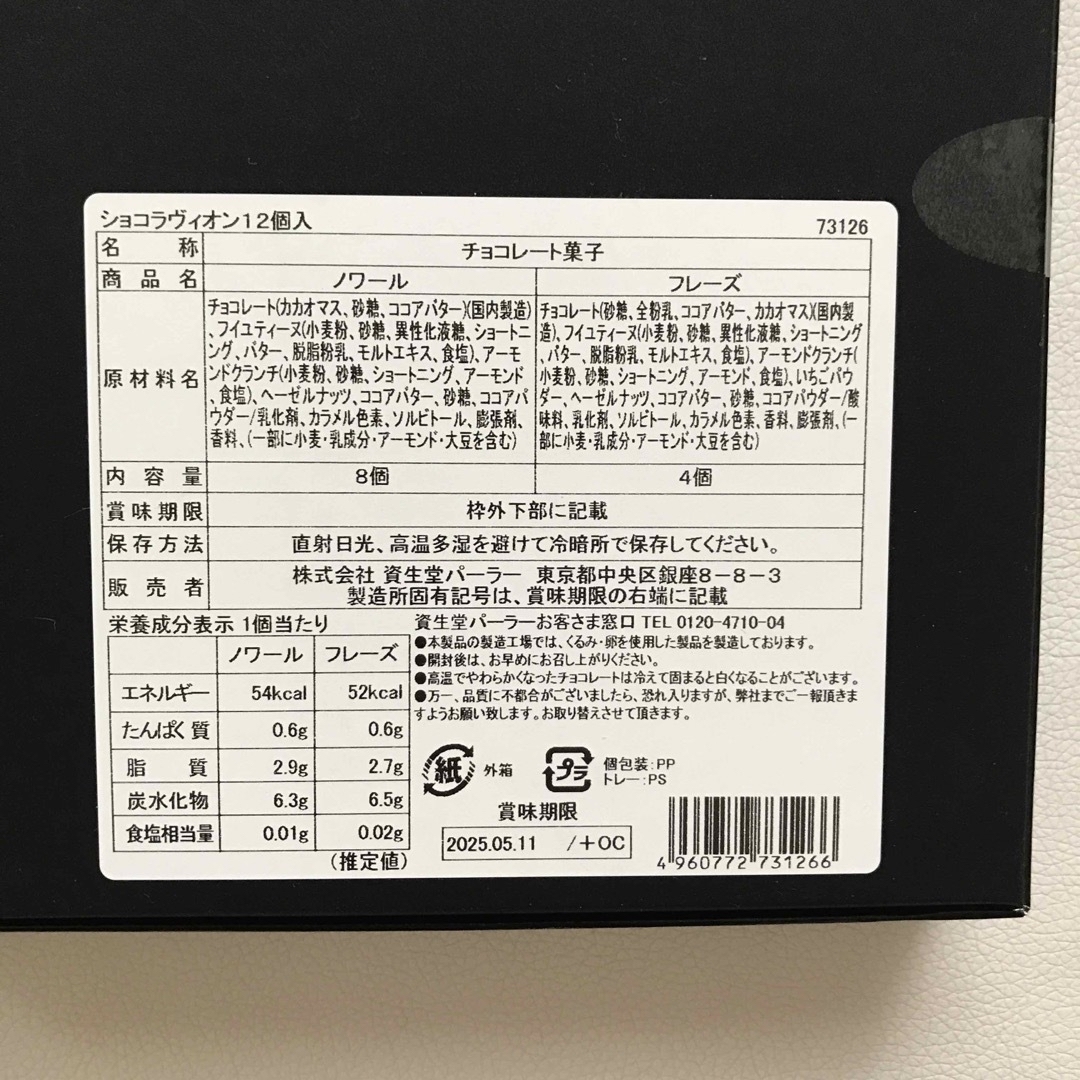 ショコラヴィオン12個入 73126
名称 チョコレート菓子
商品名 ノワール フレーズ
原材料名
チョコレート(カカオマス、砂糖、ココアバター)(国内製造)
、フイユティーヌ(小麦粉、砂糖、異性化液糖、ショートニ
ング、バター、脱脂粉乳、モルトエキス、食塩)、アーモ
ンドクランチ(小麦粉、砂糖、ショートニング、アーモンド
、食塩)、ヘーゼルナッツ、ココアバター、砂糖、ココアパ
ウダー/乳化剤、カラメル色素、ソルビトール、膨張剤、
香料、(一部に小麦・乳成分・アーモンド・大豆を含む)
チョコレート(砂糖、全粉乳、ココアバター、カカオマス)(国内製
造)、フイユティーヌ(小麦粉、砂糖、異性化液糖、ショートニング
、バター、脱脂粉乳、モルトエキス、食塩)、アーモンドクランチ(
小麦粉、砂糖、ショートニング、アーモンド、食塩)、いちごパウ
ダー、ヘーゼルナッツ、ココアバター、砂糖、ココアパウダー/酸
味料、乳化剤、ソルビトール、カラメル色素、香料、膨張剤、(一
部に小麦・乳成分・アーモンド・大豆を含む)
内容量 8個 4個
賞味期限 枠外下部に記載
保存方法 直射日光、高温多湿を避けて冷暗所で保存してください。
販売者 株式会社 資生堂パーラー 東京都中央区銀座8-8-3
製造所固有記号は、賞味期限の右端に記載
栄養成分表示 1個当たり
ノワール フレーズ
エネルギー 54kcal 52kcal
たんぱく質 0.6g 0.6g
脂質 2.9g 2.7g
炭水化物 6.3g 6.5g
食塩相当量 0.01g 0.02g
(推定値)
資生堂パーラーお客さま窓口 TEL 0120-4710-04
●本製品の製造工場では、くるみ・卵を使用した製品を製造しております。
●開封後は、お早めにお召し上がりください。
●高温でやわらかくなったチョコレートは冷えて固まると白くなることがございます。
●万一、品質に不都合がございましたら、恐れ入りますが、弊社までご一報頂きま
すようお願い致します。お取り替えさせて頂きます。
紙 外箱
プラ 個包装:PP
トレー:PS
賞味期限
2025.05.11 /+OC
4 960772 731266